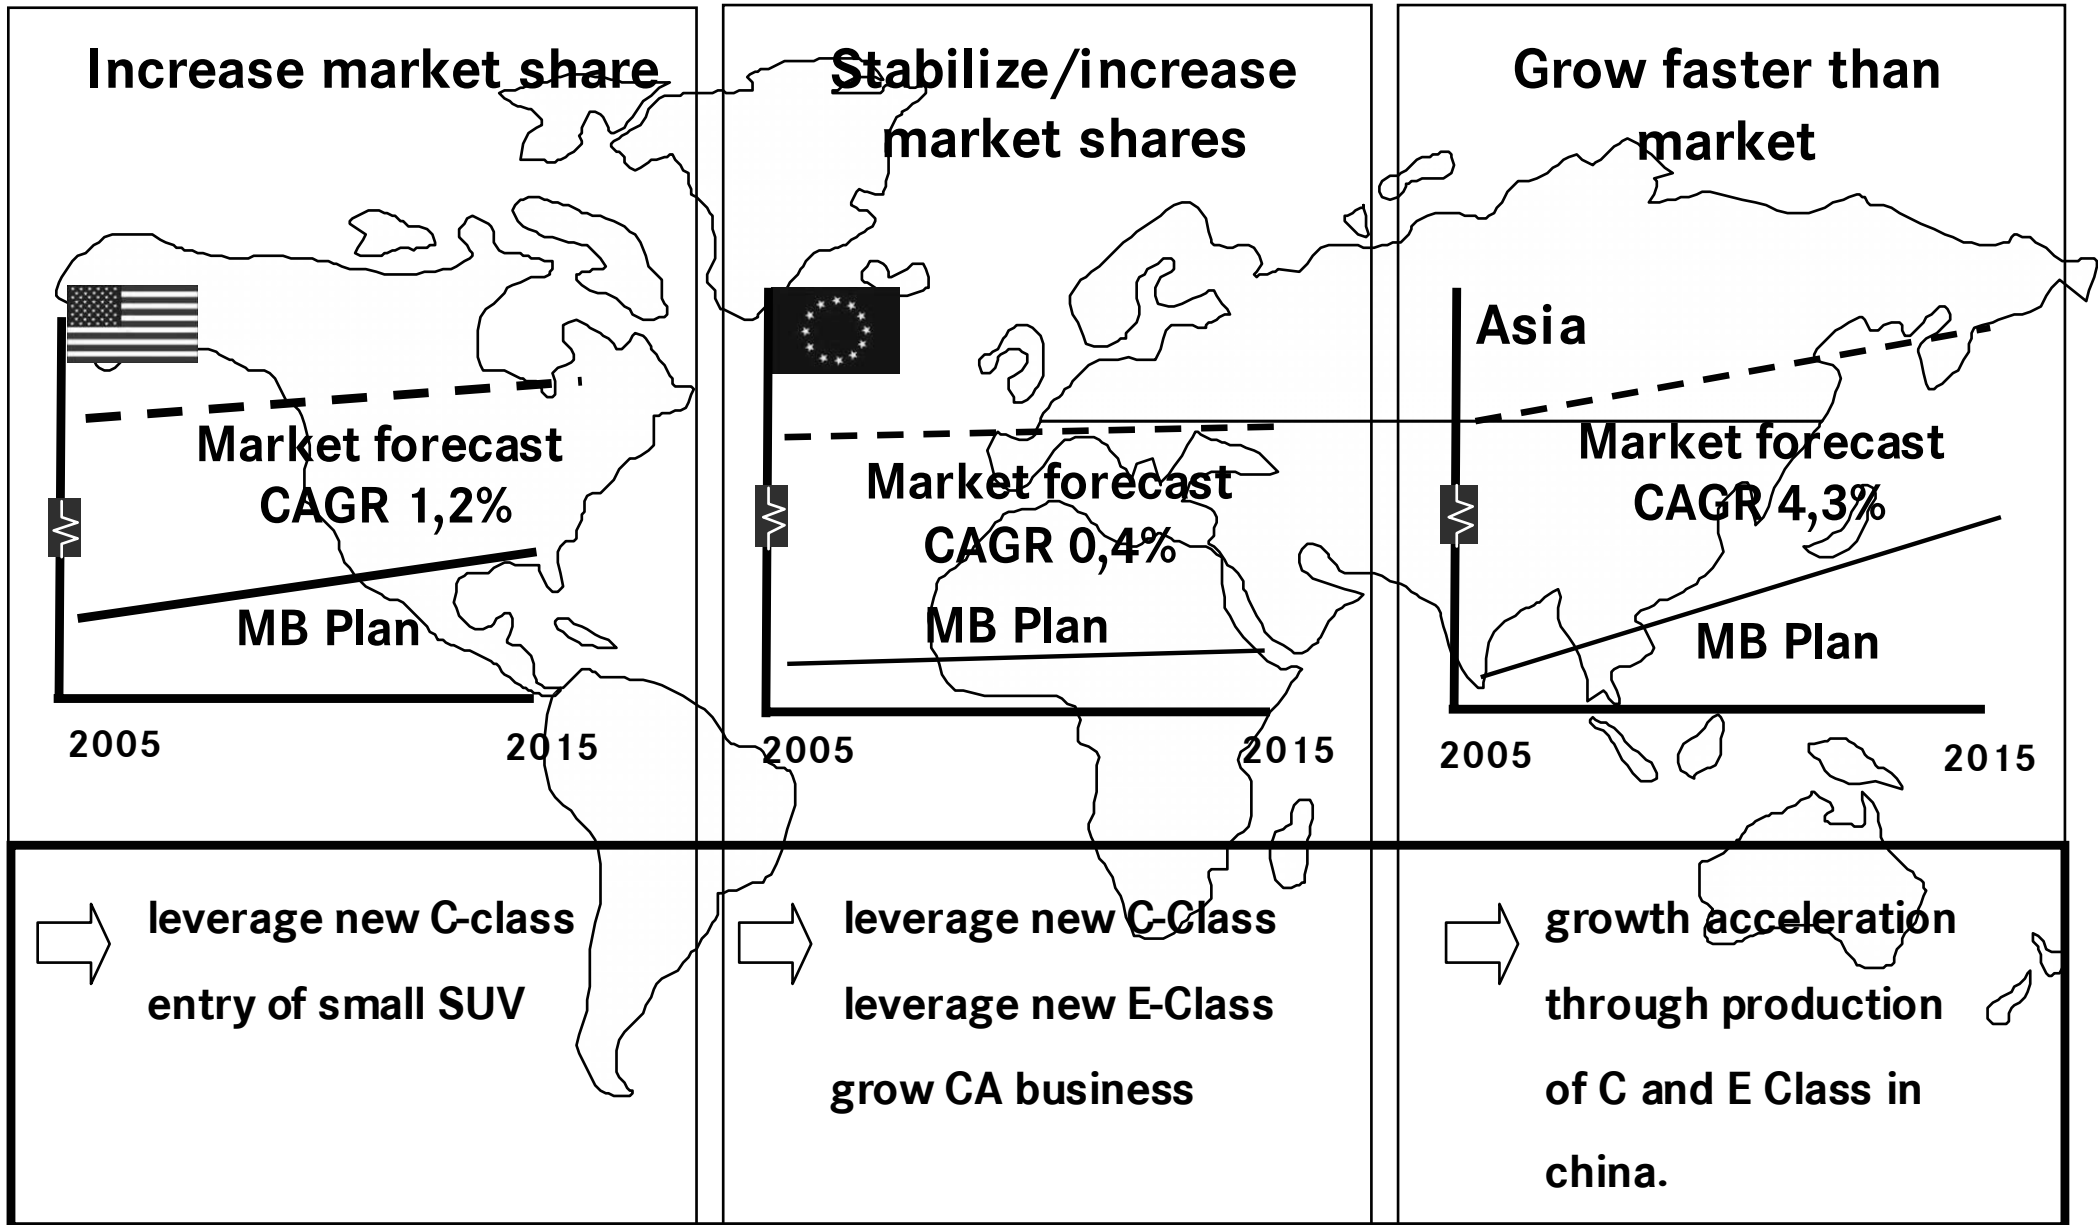 Increase market share
Market forecast
CAGR 1,2%
MB Plan
2005
2015
leverage new C-class
entry of small SUV
Stabilize/increase
market shares
Market forecast
CAGR 0,4%
MB Plan
2005
2015
leverage new C-Class
leverage new E-Class
grow CA business
Grow faster than
market
Asia
Market forecast
CAGR 4,3%
MB Plan
2005
2015
growth acceleration
through production
of C and E Class in
china.